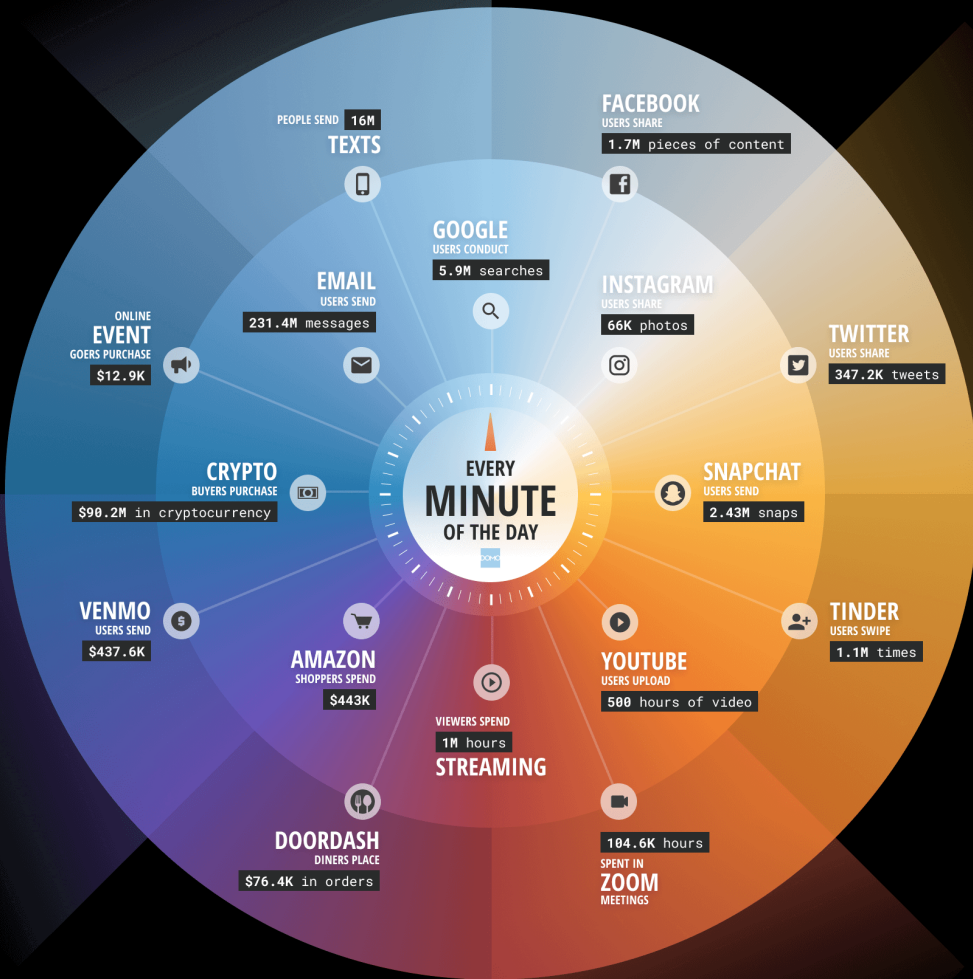 PEOPLE SEND 16M
TEXTS
FACEBOOK
USERS SHARE
1.7M pieces of content
GOOGLE
USERS CONDUCT
5.9M searches
EMAIL
USERS SEND
231.4M messages
INSTAGRAM
USERS SHARE
66K photos
ONLINE
EVENT
GOERS PURCHASE
$12.9K
TWITTER
USERS SHARE
347.2K tweets
CRYPTO
BUYERS PURCHASE
$90.2M in cryptocurrency
EVERY
MINUTE
OF THE DAY
DOMO
SNAPCHAT
USERS SEND
2.43M snaps
VENMO
USERS SEND
$437.6K
AMAZON
SHOPPERS SPEND
$443K
VIEWERS SPEND
1M hours
STREAMING
YOUTUBE
USERS UPLOAD
500 hours of video
TINDER
USERS SWIPE
1.1M times
DOORDASH
DINERS PLACE
$76.4K in orders
104.6K hours
SPENT IN
ZOOM
MEETINGS